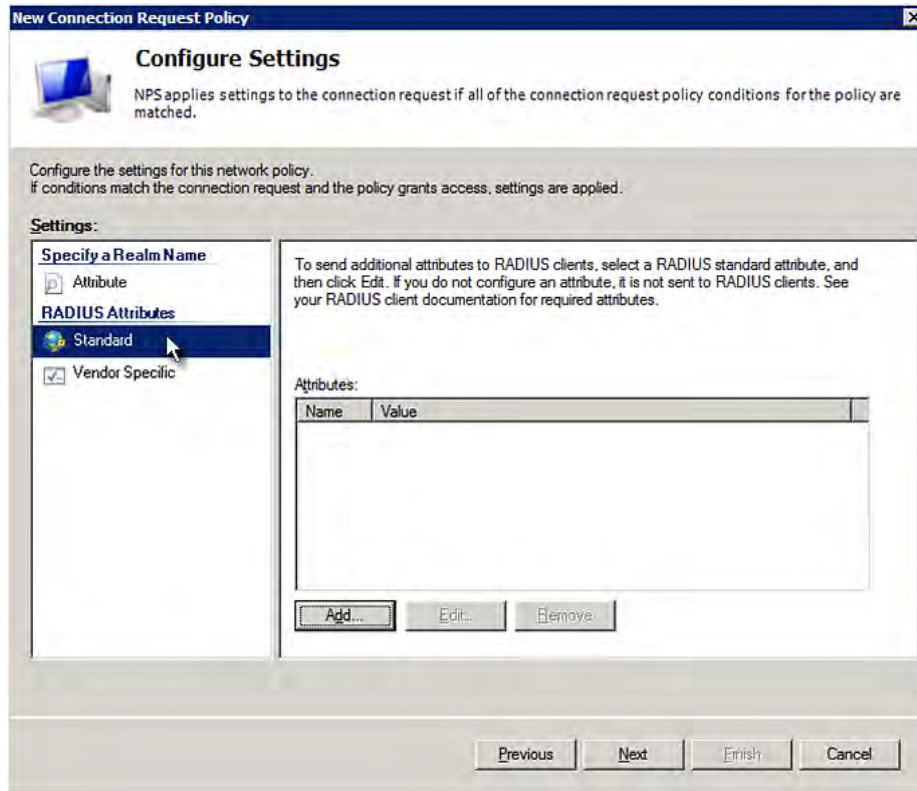 New Connection Request Policy
Configure Settings
NPS applies settings to the connection request if all of the connection request policy conditions for the policy are
matched.
Configure the settings for this network policy.
If conditions match the connection request and the policy grants access, settings are applied.
Settings:
Specify a Realm Name
Attribute
RADIUS Attributes
Standard
Vendor Specific
To send additional attributes to RADIUS clients, select a RADIUS standard attribute, and
then click Edit. If you do not configure an attribute, it is not sent to RADIUS clients. See
your RADIUS client documentation for required attributes.
Attributes:
Name Value
Add... Edit... Remove
Previous Next Finish Cancel